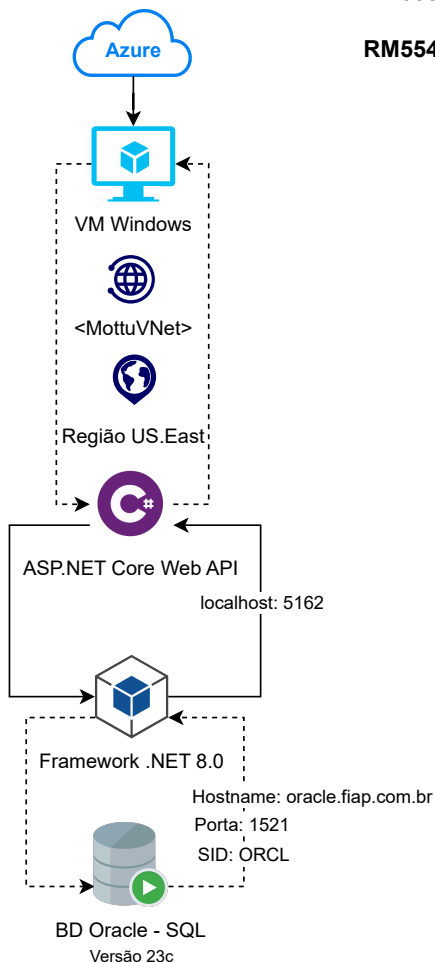 Azure
RM554
VM Windows
<MottuVNet>
Região US.East
C#
ASP.NET Core Web API
localhost: 5162
Framework .NET 8.0
Hostname: oracle.fiap.com.br
Porta: 1521
SID: ORCL
BD Oracle - SQL
Versão 23c